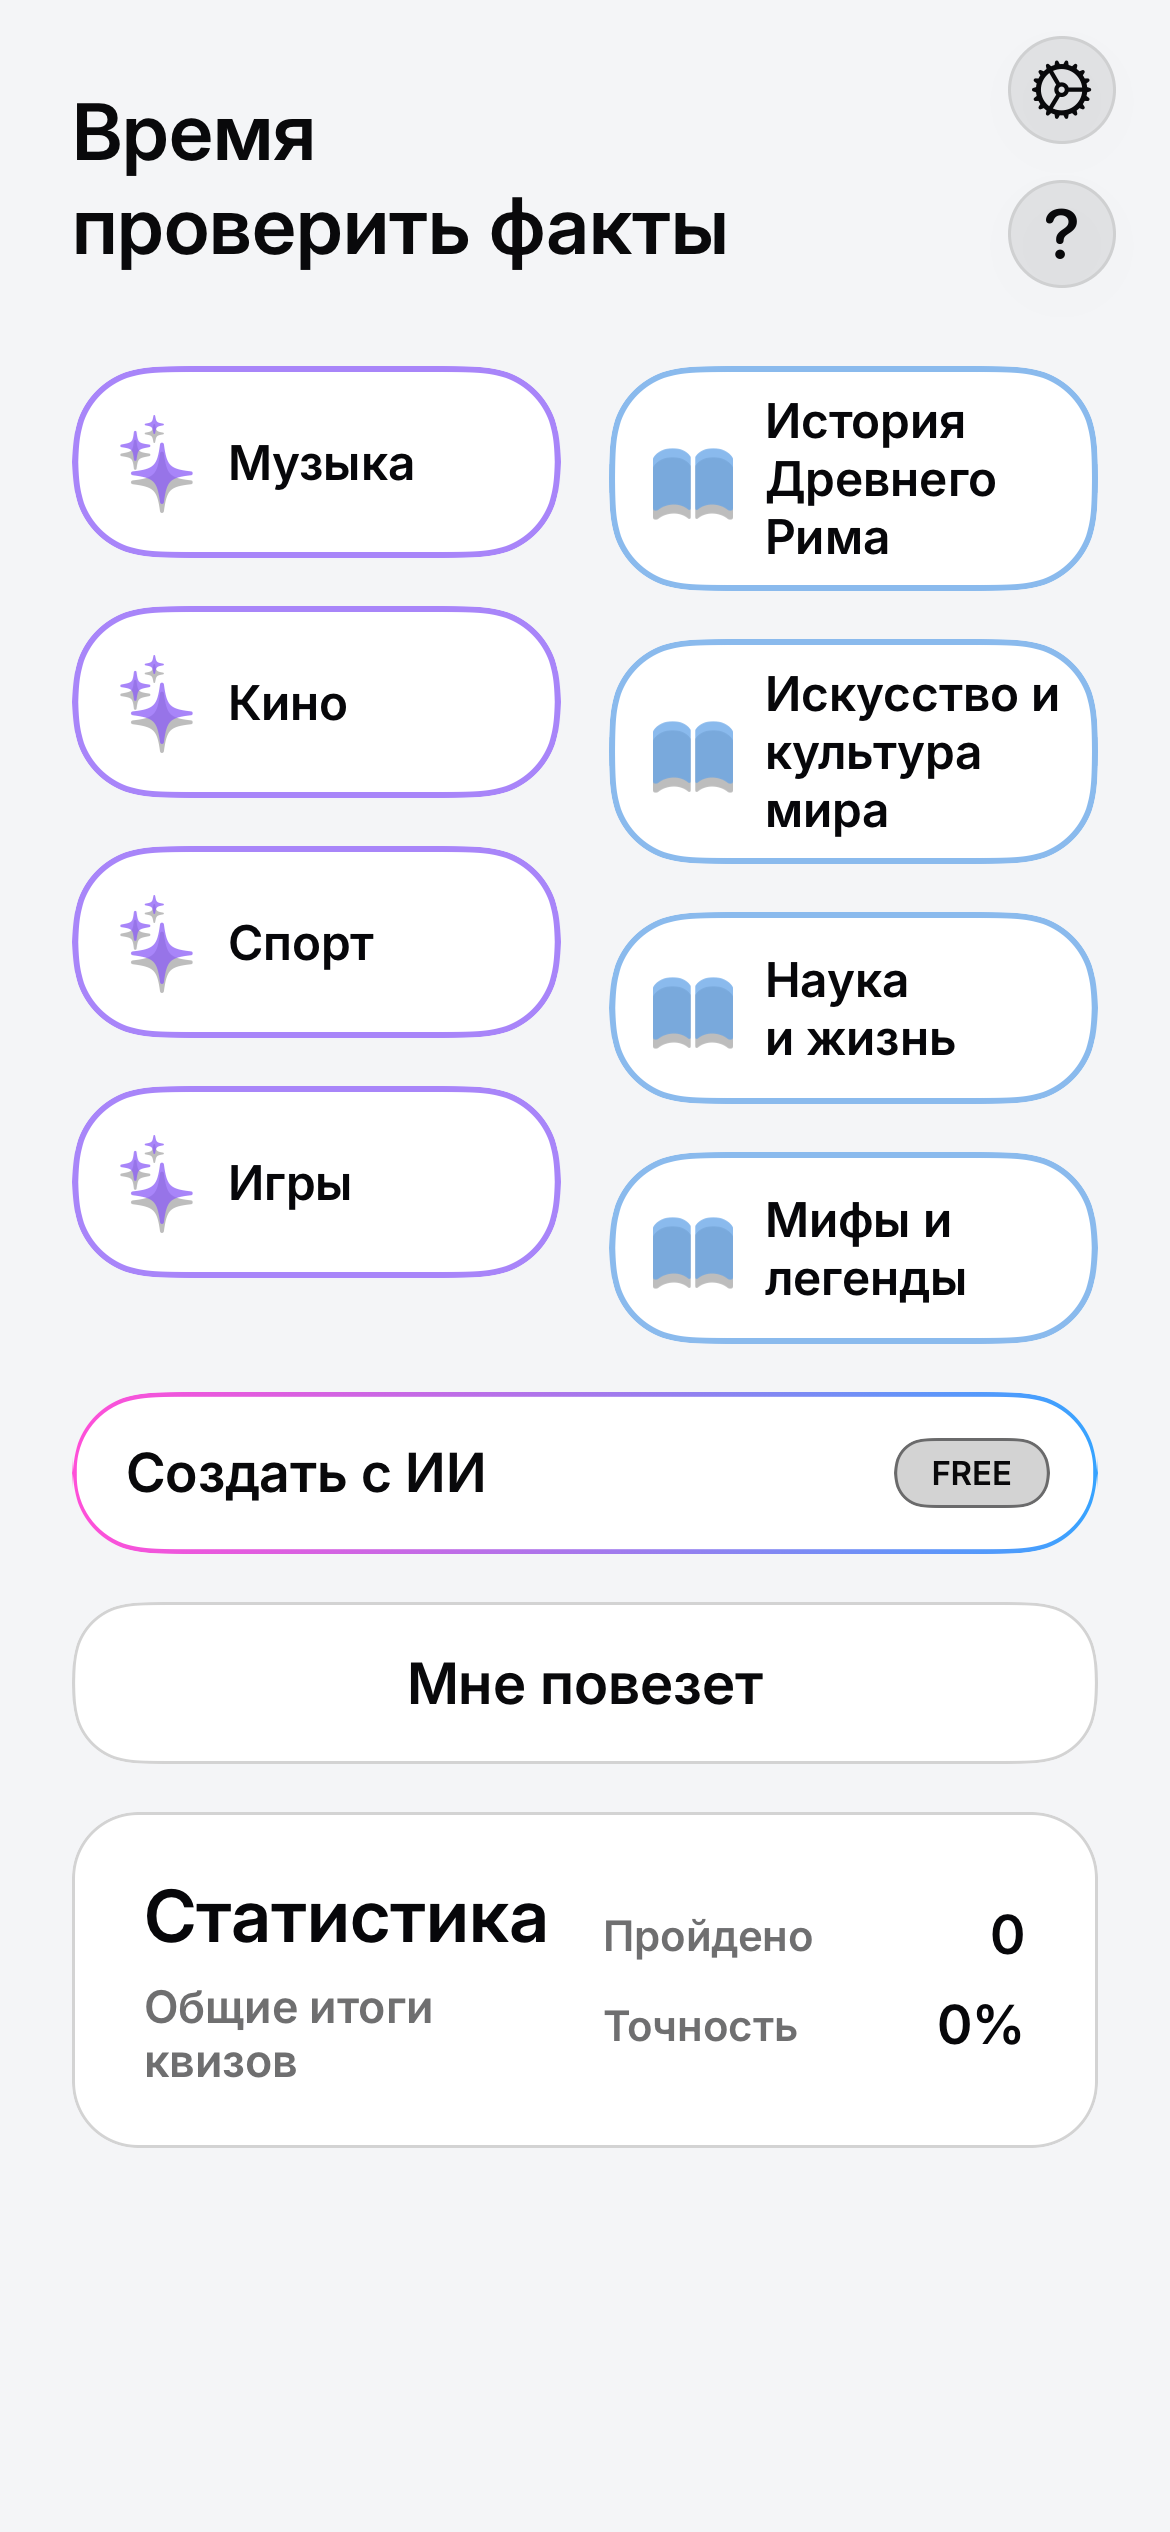 Время
проверить факты
?
Музыка
Кино
Спорт
Игры
История
Древнего
Рима
Искусство и
культура
мира
Наука
и жизнь
Мифы и
легенды
Создать с ИИ
FREE
Мне повезет
Статистика
Общие итоги
квизов
Пройдено 0
Точность 0%